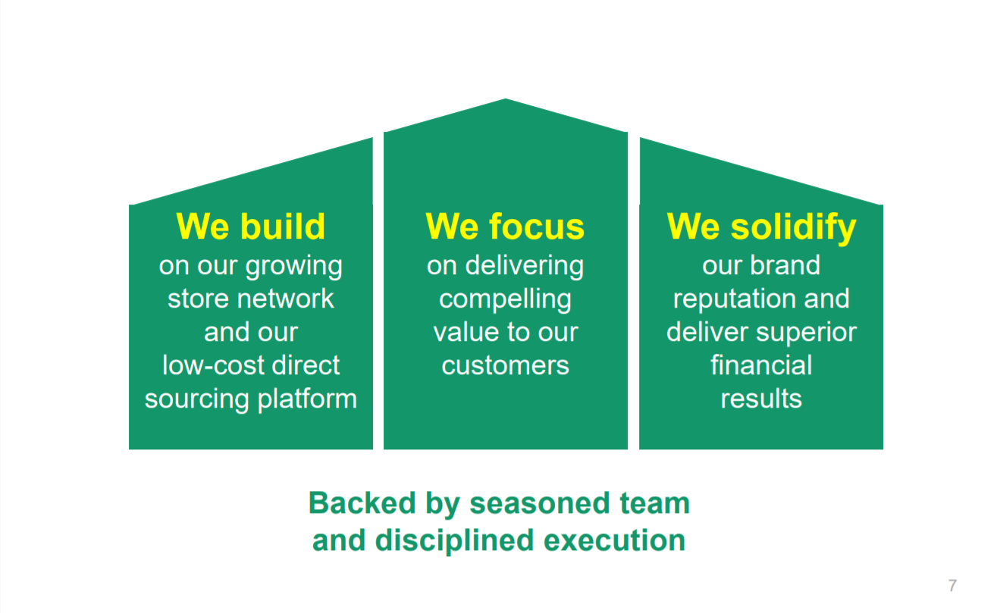 We build
on our growing
store network
and our
low-cost direct
sourcing platform
We focus
on delivering
compelling
value to our
customers
We solidify
our brand
reputation and
deliver superior
financial
results
Backed by seasoned team
and disciplined execution
7